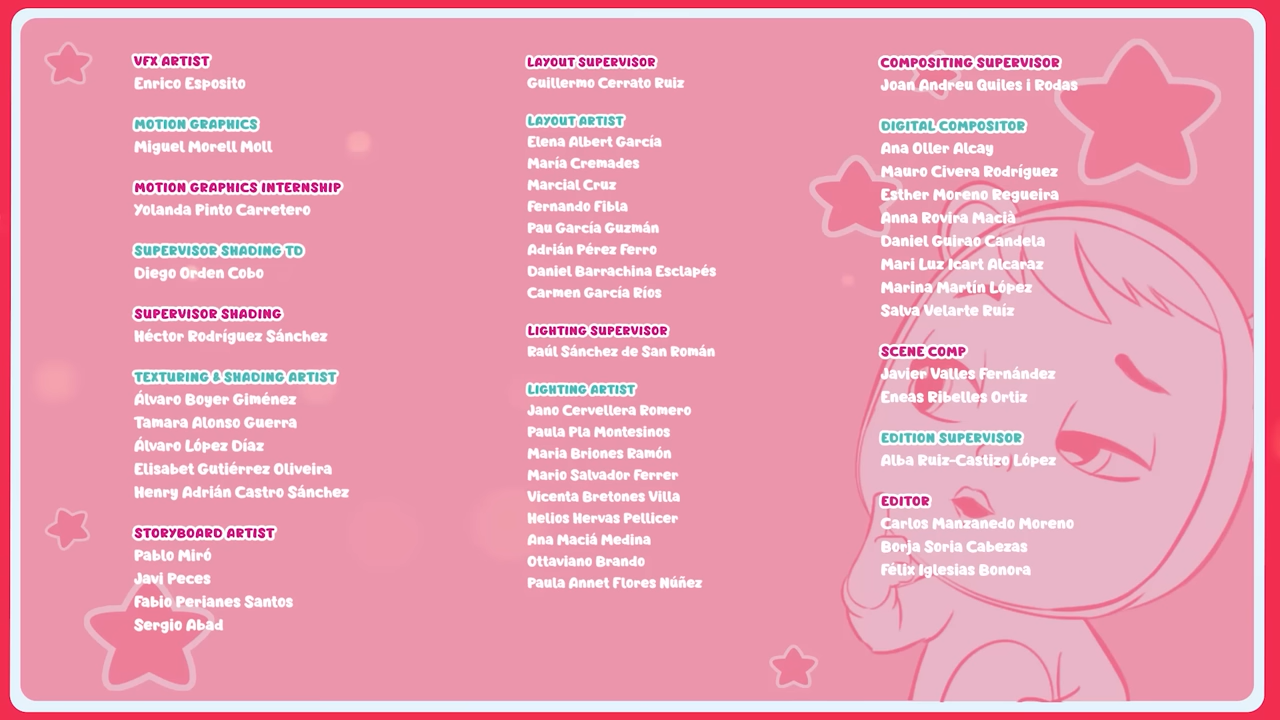 VFX ARTIST
Enrico Esposito
MOTION GRAPHICS
Miguel Morell Moll
MOTION GRAPHICS INTERNSHIP
Yolanda Pinto Carretero
SUPERVISOR SHADING TD
Diego Orden Cobo
SUPERVISOR SHADING
Héctor Rodríguez Sánchez
TEXTURING & SHADING ARTIST
Álvaro Boyer Giménez
Tamara Alonso Guerra
Álvaro López Díaz
Elisabet Gutiérrez Oliveira
Henry Adrián Castro Sánchez
STORYBOARD ARTIST
Pablo Miró
Javi Peces
Fabio Perianes Santos
Sergio Abad
LAYOUT SUPERVISOR
Guillermo Cerrato Ruiz
LAYOUT ARTIST
Elena Albert García
María Cremades
Marcial Cruz
Fernando Fibla
Pau García Guzmán
Adrián Pérez Ferro
Daniel Barrachina Esclapés
Carmen García Ríos
LIGHTING SUPERVISOR
Raúl Sánchez de San Román
LIGHTING ARTIST
Jano Cervellera Romero
Paula Pla Montesinos
Maria Briones Ramón
Mario Salvador Ferrer
Vicenta Bretones Villa
Helios Hervas Pellicer
Ana Maciá Medina
Ottaviano Brando
Paula Annet Flores Núñez
COMPOSITING SUPERVISOR
Joan Andreu Quiles i Rodas
DIGITAL COMPOSITOR
Ana Oller Alcay
Mauro Civera Rodríguez
Esther Moreno Regueira
Anna Rovira Macià
Daniel Guirao Candela
Mari Luz Icart Alcaraz
Marina Martín López
Salva Velarte Ruiz
SCENE COMP
Javier Valles Fernández
Eneas Ribelles Ortiz
EDITION SUPERVISOR
Alba Ruiz-Castizo López
EDITOR
Carlos Manzanedo Moreno
Borja Soria Cabezas
Félix Iglesias Bonora